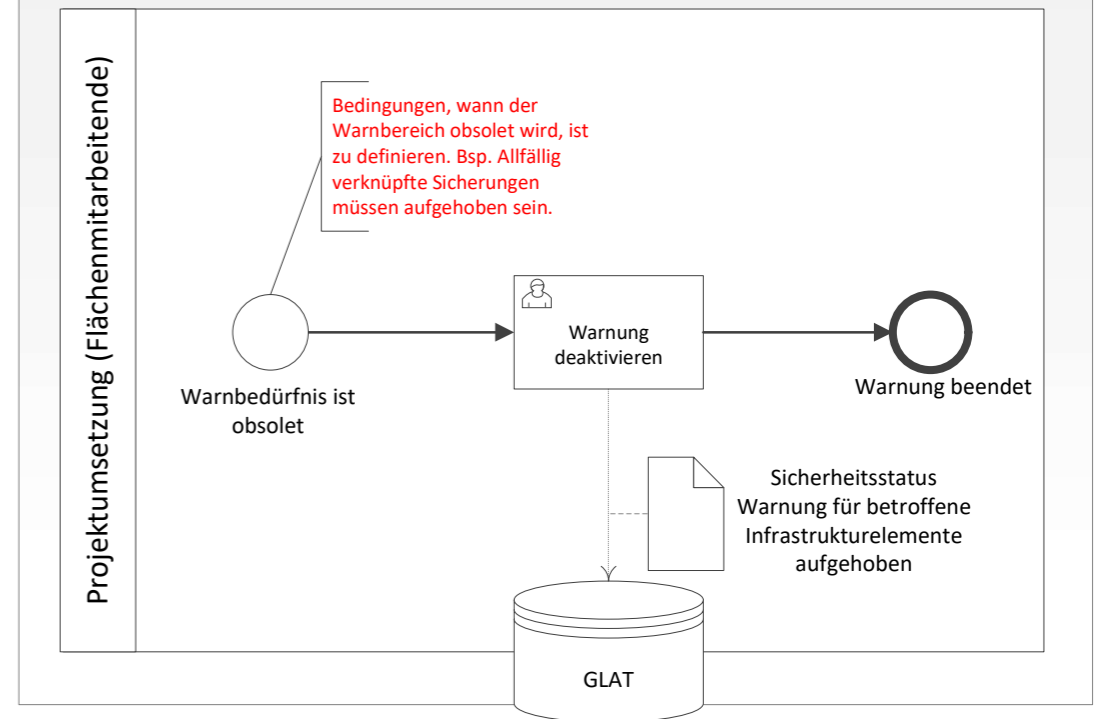 Projektumsetzung (Flächenmitarbeitende)
Bedingungen, wann der
Warnbereich obsolet wird, ist
zu definieren. Bsp. Allfällig
verknüpfte Sicherungen
müssen aufgehoben sein.
Warnbedürfnis ist
obsolet
Warnung
deaktivieren
Warnung beendet
Sicherheitsstatus
Warnung für betroffene
Infrastrukturelemente
aufgehoben
GLAT